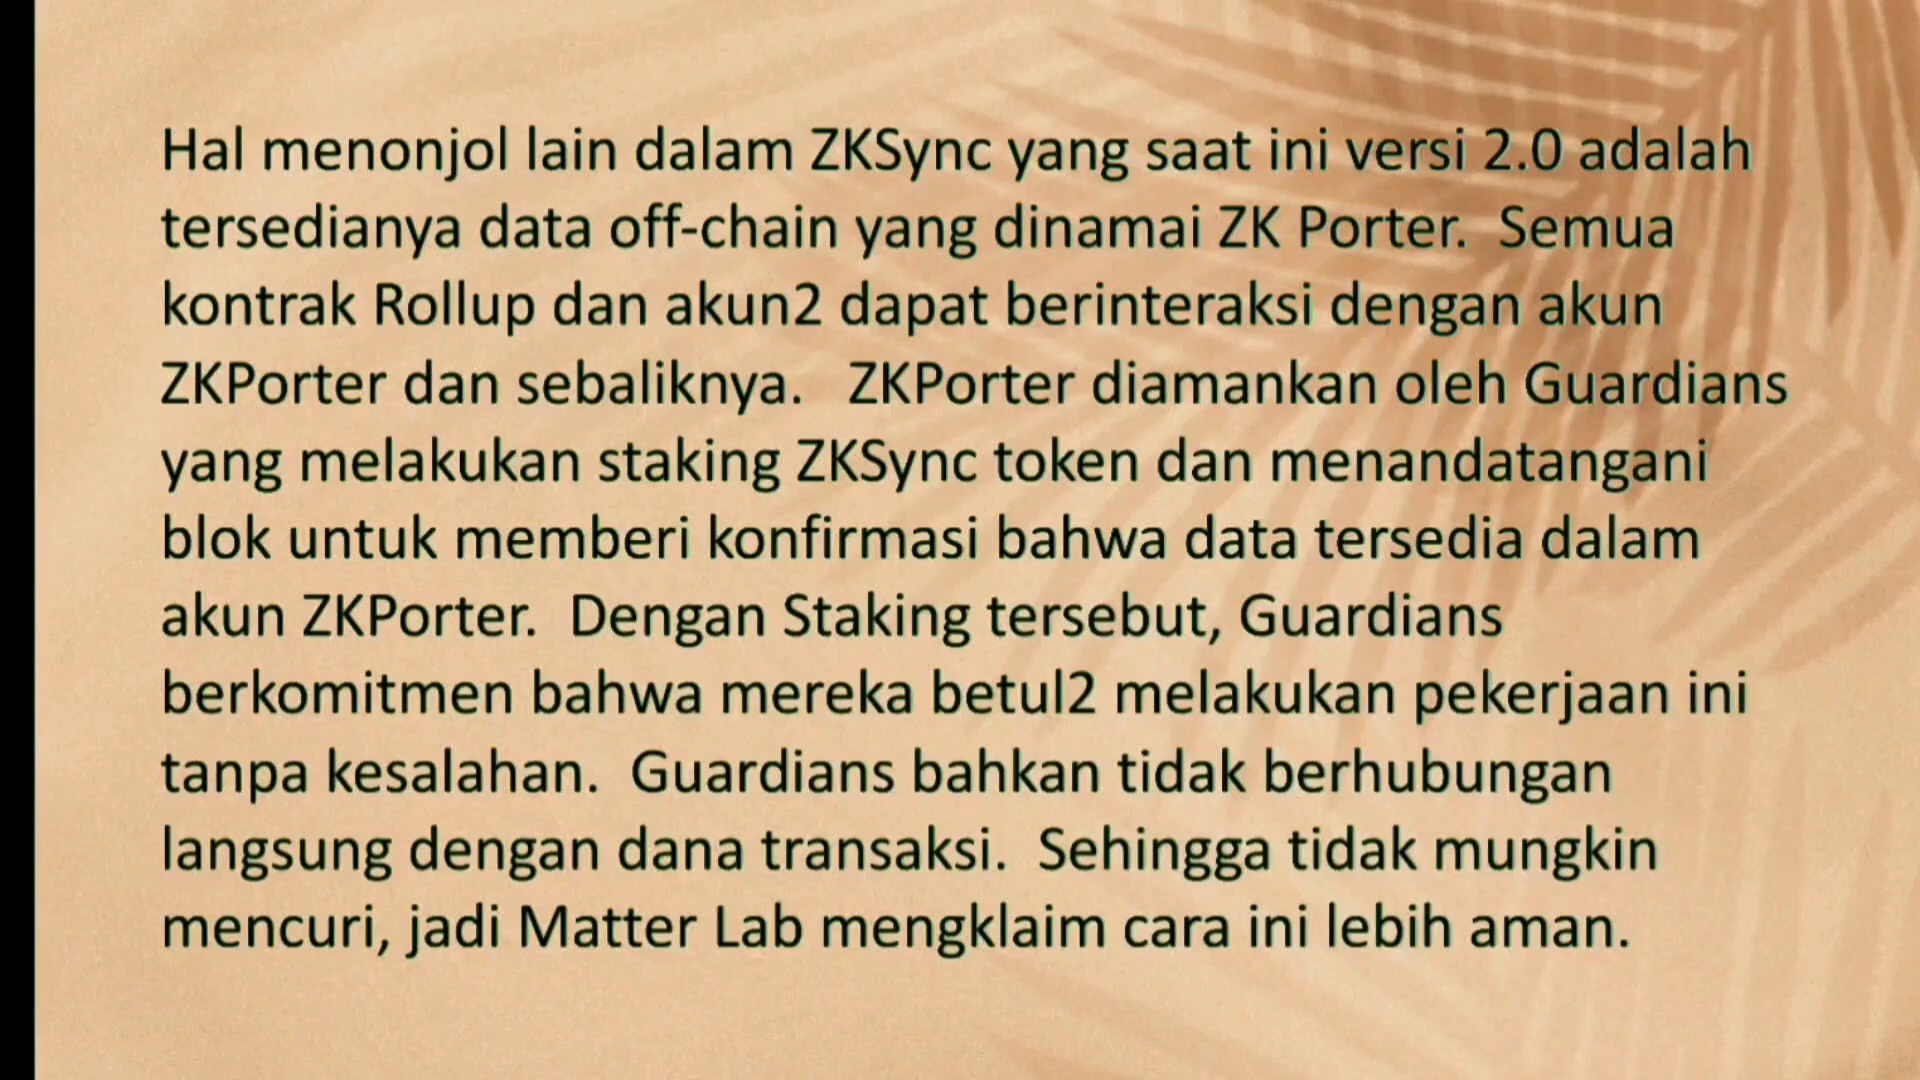 Hal menonjol lain dalam ZKSync yang saat ini versi 2.0 adalah
tersedianya data off-chain yang dinamai ZK Porter.  Semua
kontrak Rollup dan akun2 dapat berinteraksi dengan akun
ZKPorter dan sebaliknya.   ZKPorter diamankan oleh Guardians
yang melakukan staking ZKSync token dan menandatangani
blok untuk memberi konfirmasi bahwa data tersedia dalam
akun ZKPorter.  Dengan Staking tersebut, Guardians
berkomitmen bahwa mereka betul2 melakukan pekerjaan ini
tanpa kesalahan.  Guardians bahkan tidak berhubungan
langsung dengan dana transaksi.  Sehingga tidak mungkin
mencuri, jadi Matter Lab mengklaim cara ini lebih aman.